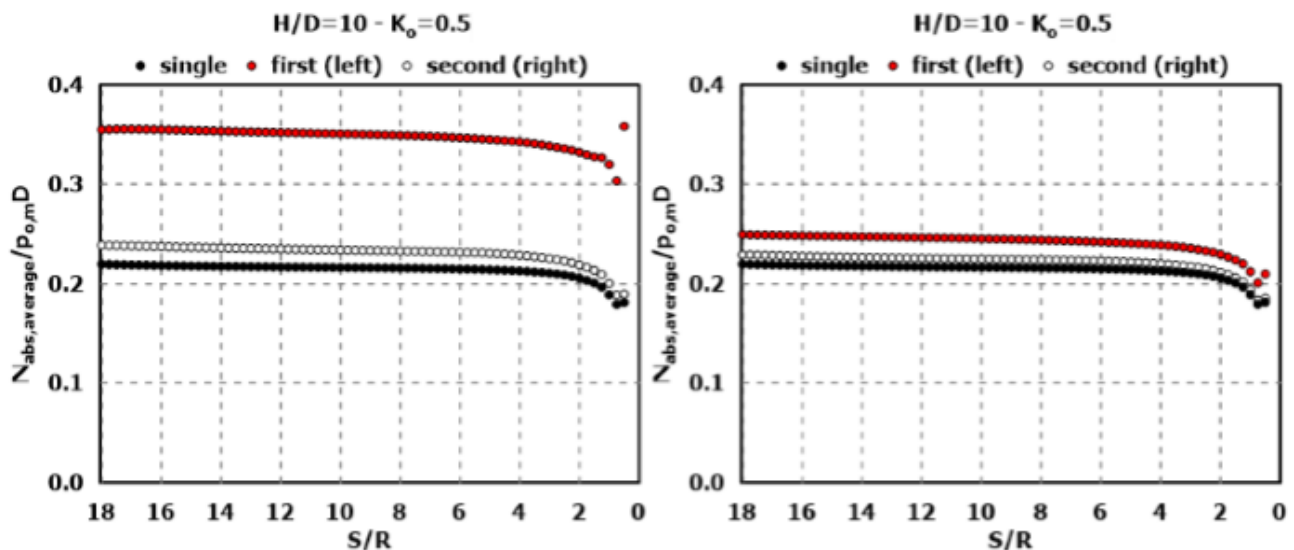 H/D=10 - Ko=0.5
• single • first (left) ○ second (right)
0.4
0.3
0.2
0.1
0.0
Nabs,average/po,mD
18 16 14 12 10 8 6 4 2 0
S/R
H/D=10 - Ko=0.5
• single • first (left) ○ second (right)
0.4
0.3
0.2
0.1
0.0
Nabs,average/po,mD
18 16 14 12 10 8 6 4 2 0
S/R